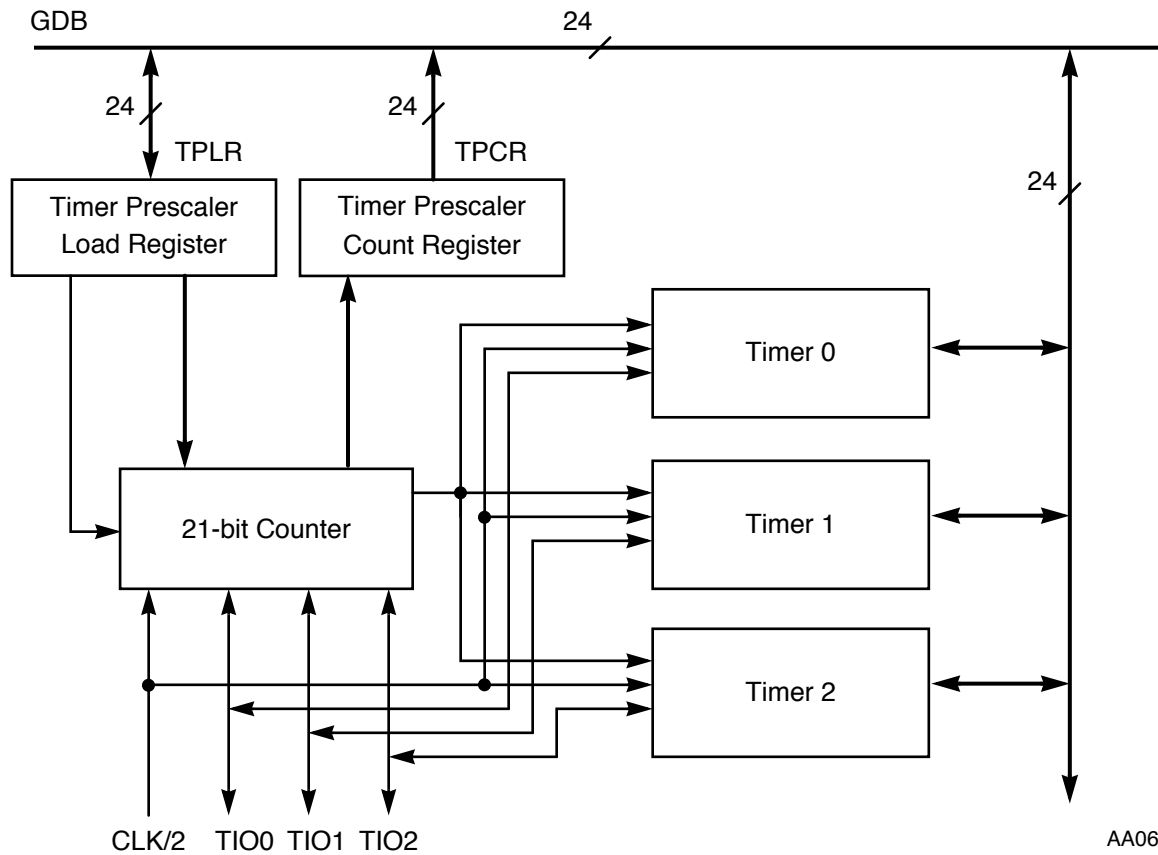 GDB
24
24
24
24
TPLR
TPCR
Timer Prescaler
Load Register
Timer Prescaler
Count Register
Timer 0
21-bit Counter
Timer 1
Timer 2
CLK/2
TIO0
TIO1
TIO2
AA06